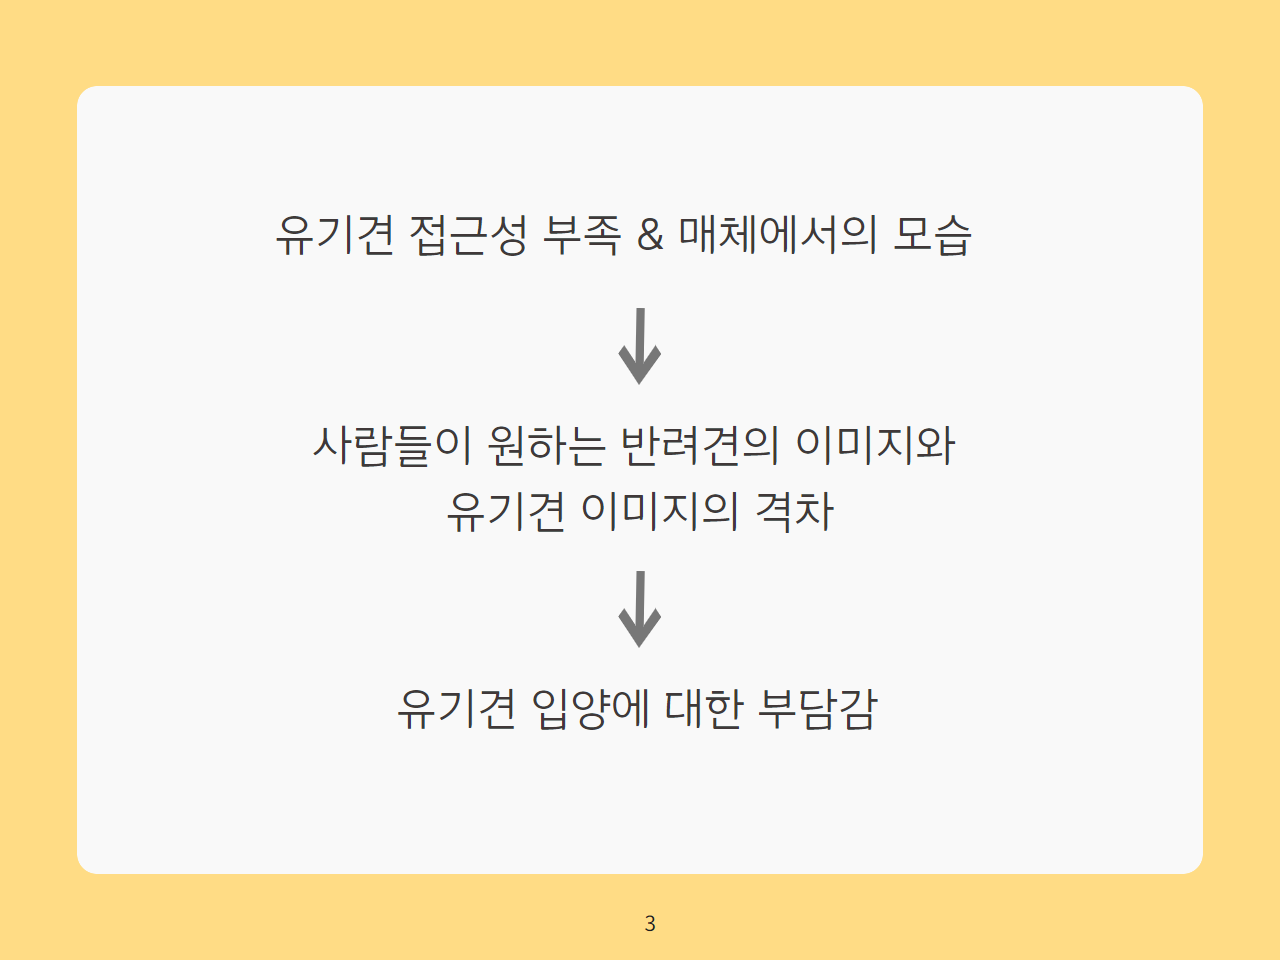 유기견 접근성 부족 & 매체에서의 모습
사람들이 원하는 반려견의 이미지와
유기견 이미지의 격차
유기견 입양에 대한 부담감
3